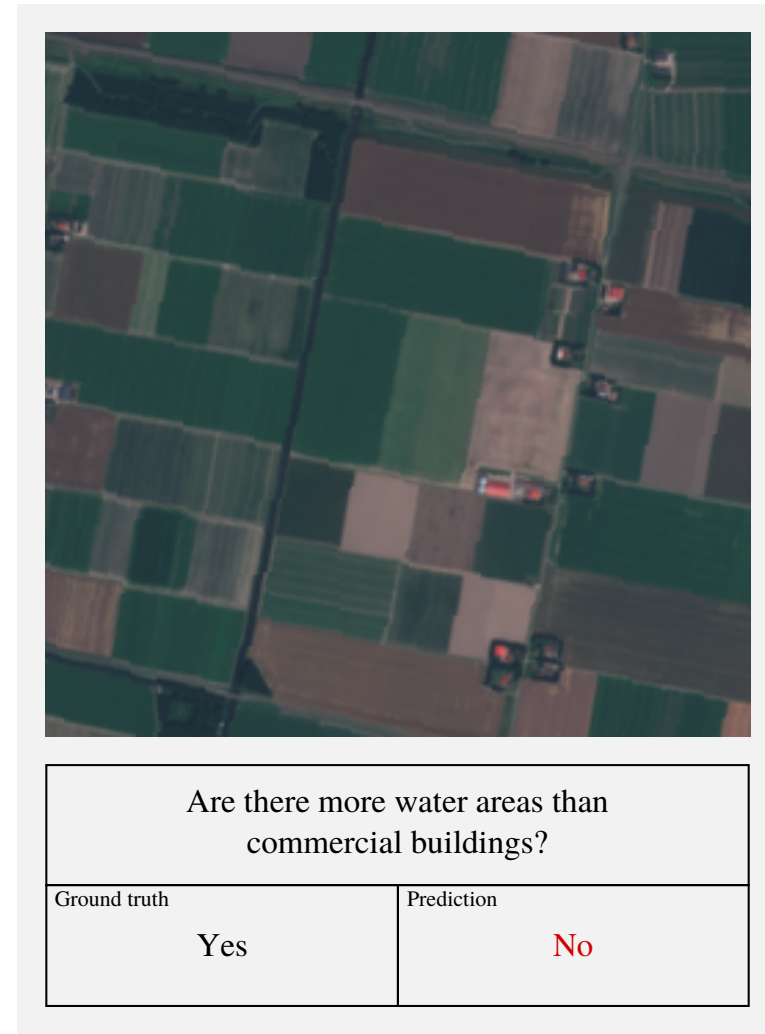 Are there more water areas than
commercial buildings?
Ground truth
Prediction
Yes
No